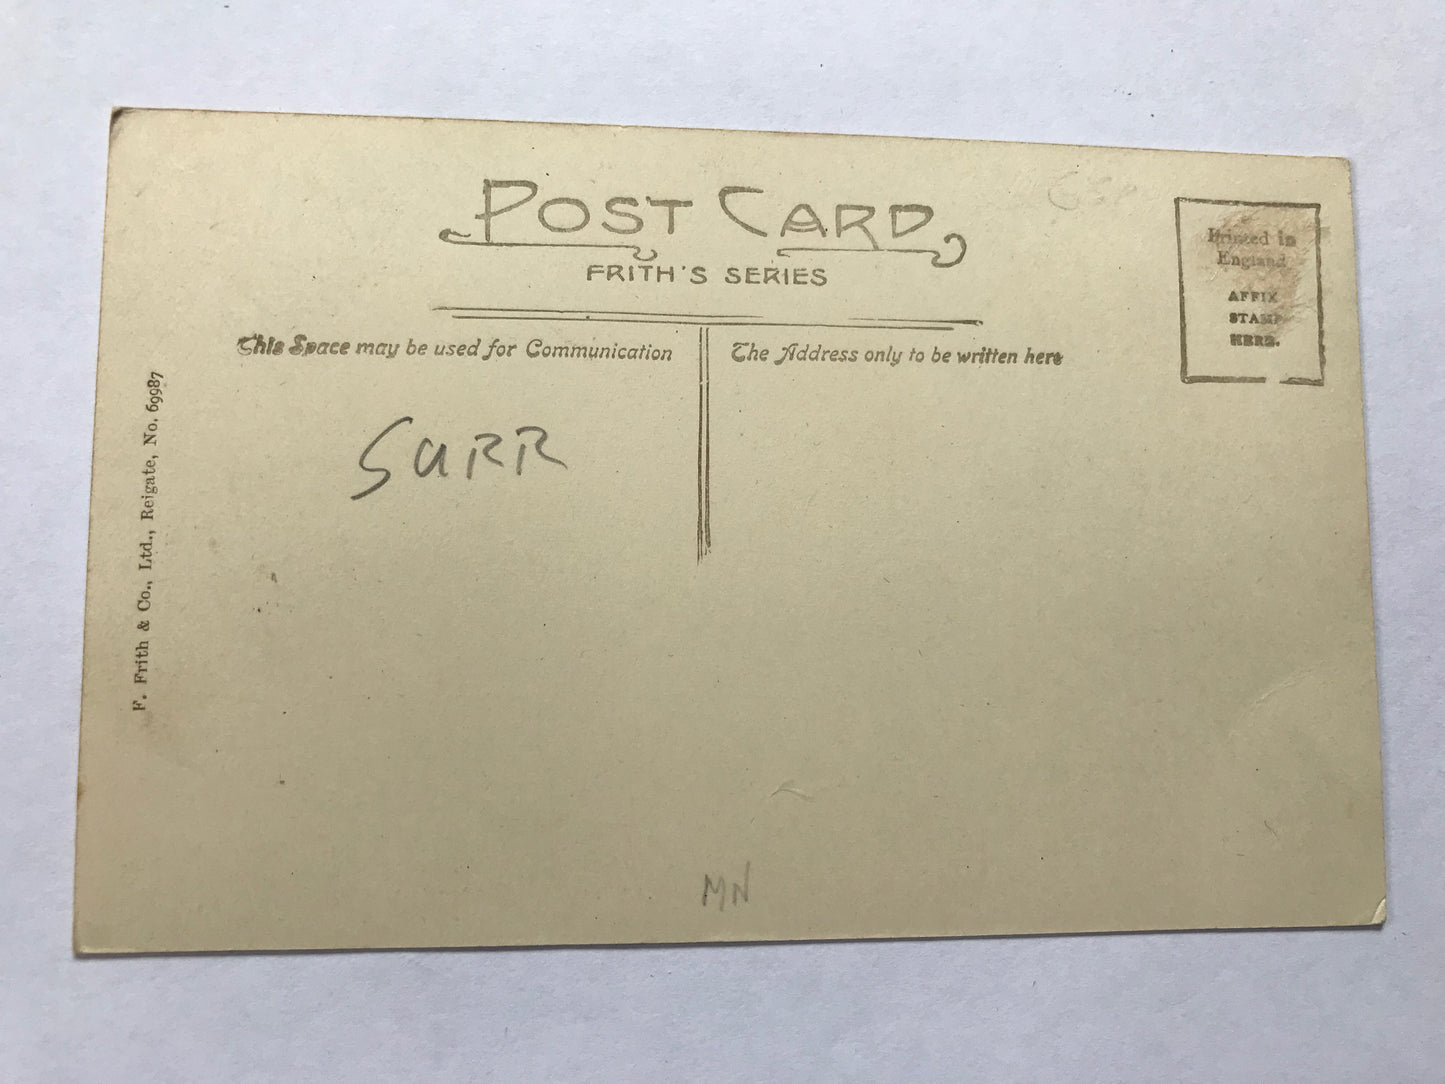 POST CARD
FRITH'S SERIES
This Space may be used for Communication
The Address only to be written here
Printed in
England
AFFIX
STAMP
HERE.
F. Frith & Co., Ltd., Reigate, No. 69987
SURR
MN